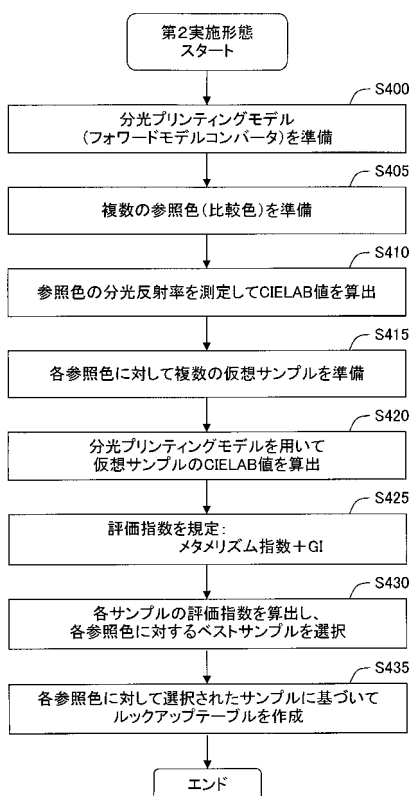 第2実施形態
スタート
S400
分光プリンティングモデル
(フォワードモデルコンバータ)を準備
S405
複数の参照色(比較色)を準備
S410
参照色の分光反射率を測定してCIELAB値を算出
S415
各参照色に対して複数の仮想サンプルを準備
S420
分光プリンティングモデルを用いて
仮想サンプルのCIELAB値を算出
S425
評価指数を規定:
メタメリズム指数+GI
S430
各サンプルの評価指数を算出し、
各参照色に対するベストサンプルを選択
S435
各参照色に対して選択されたサンプルに基づいて
ルックアップテーブルを作成
エンド